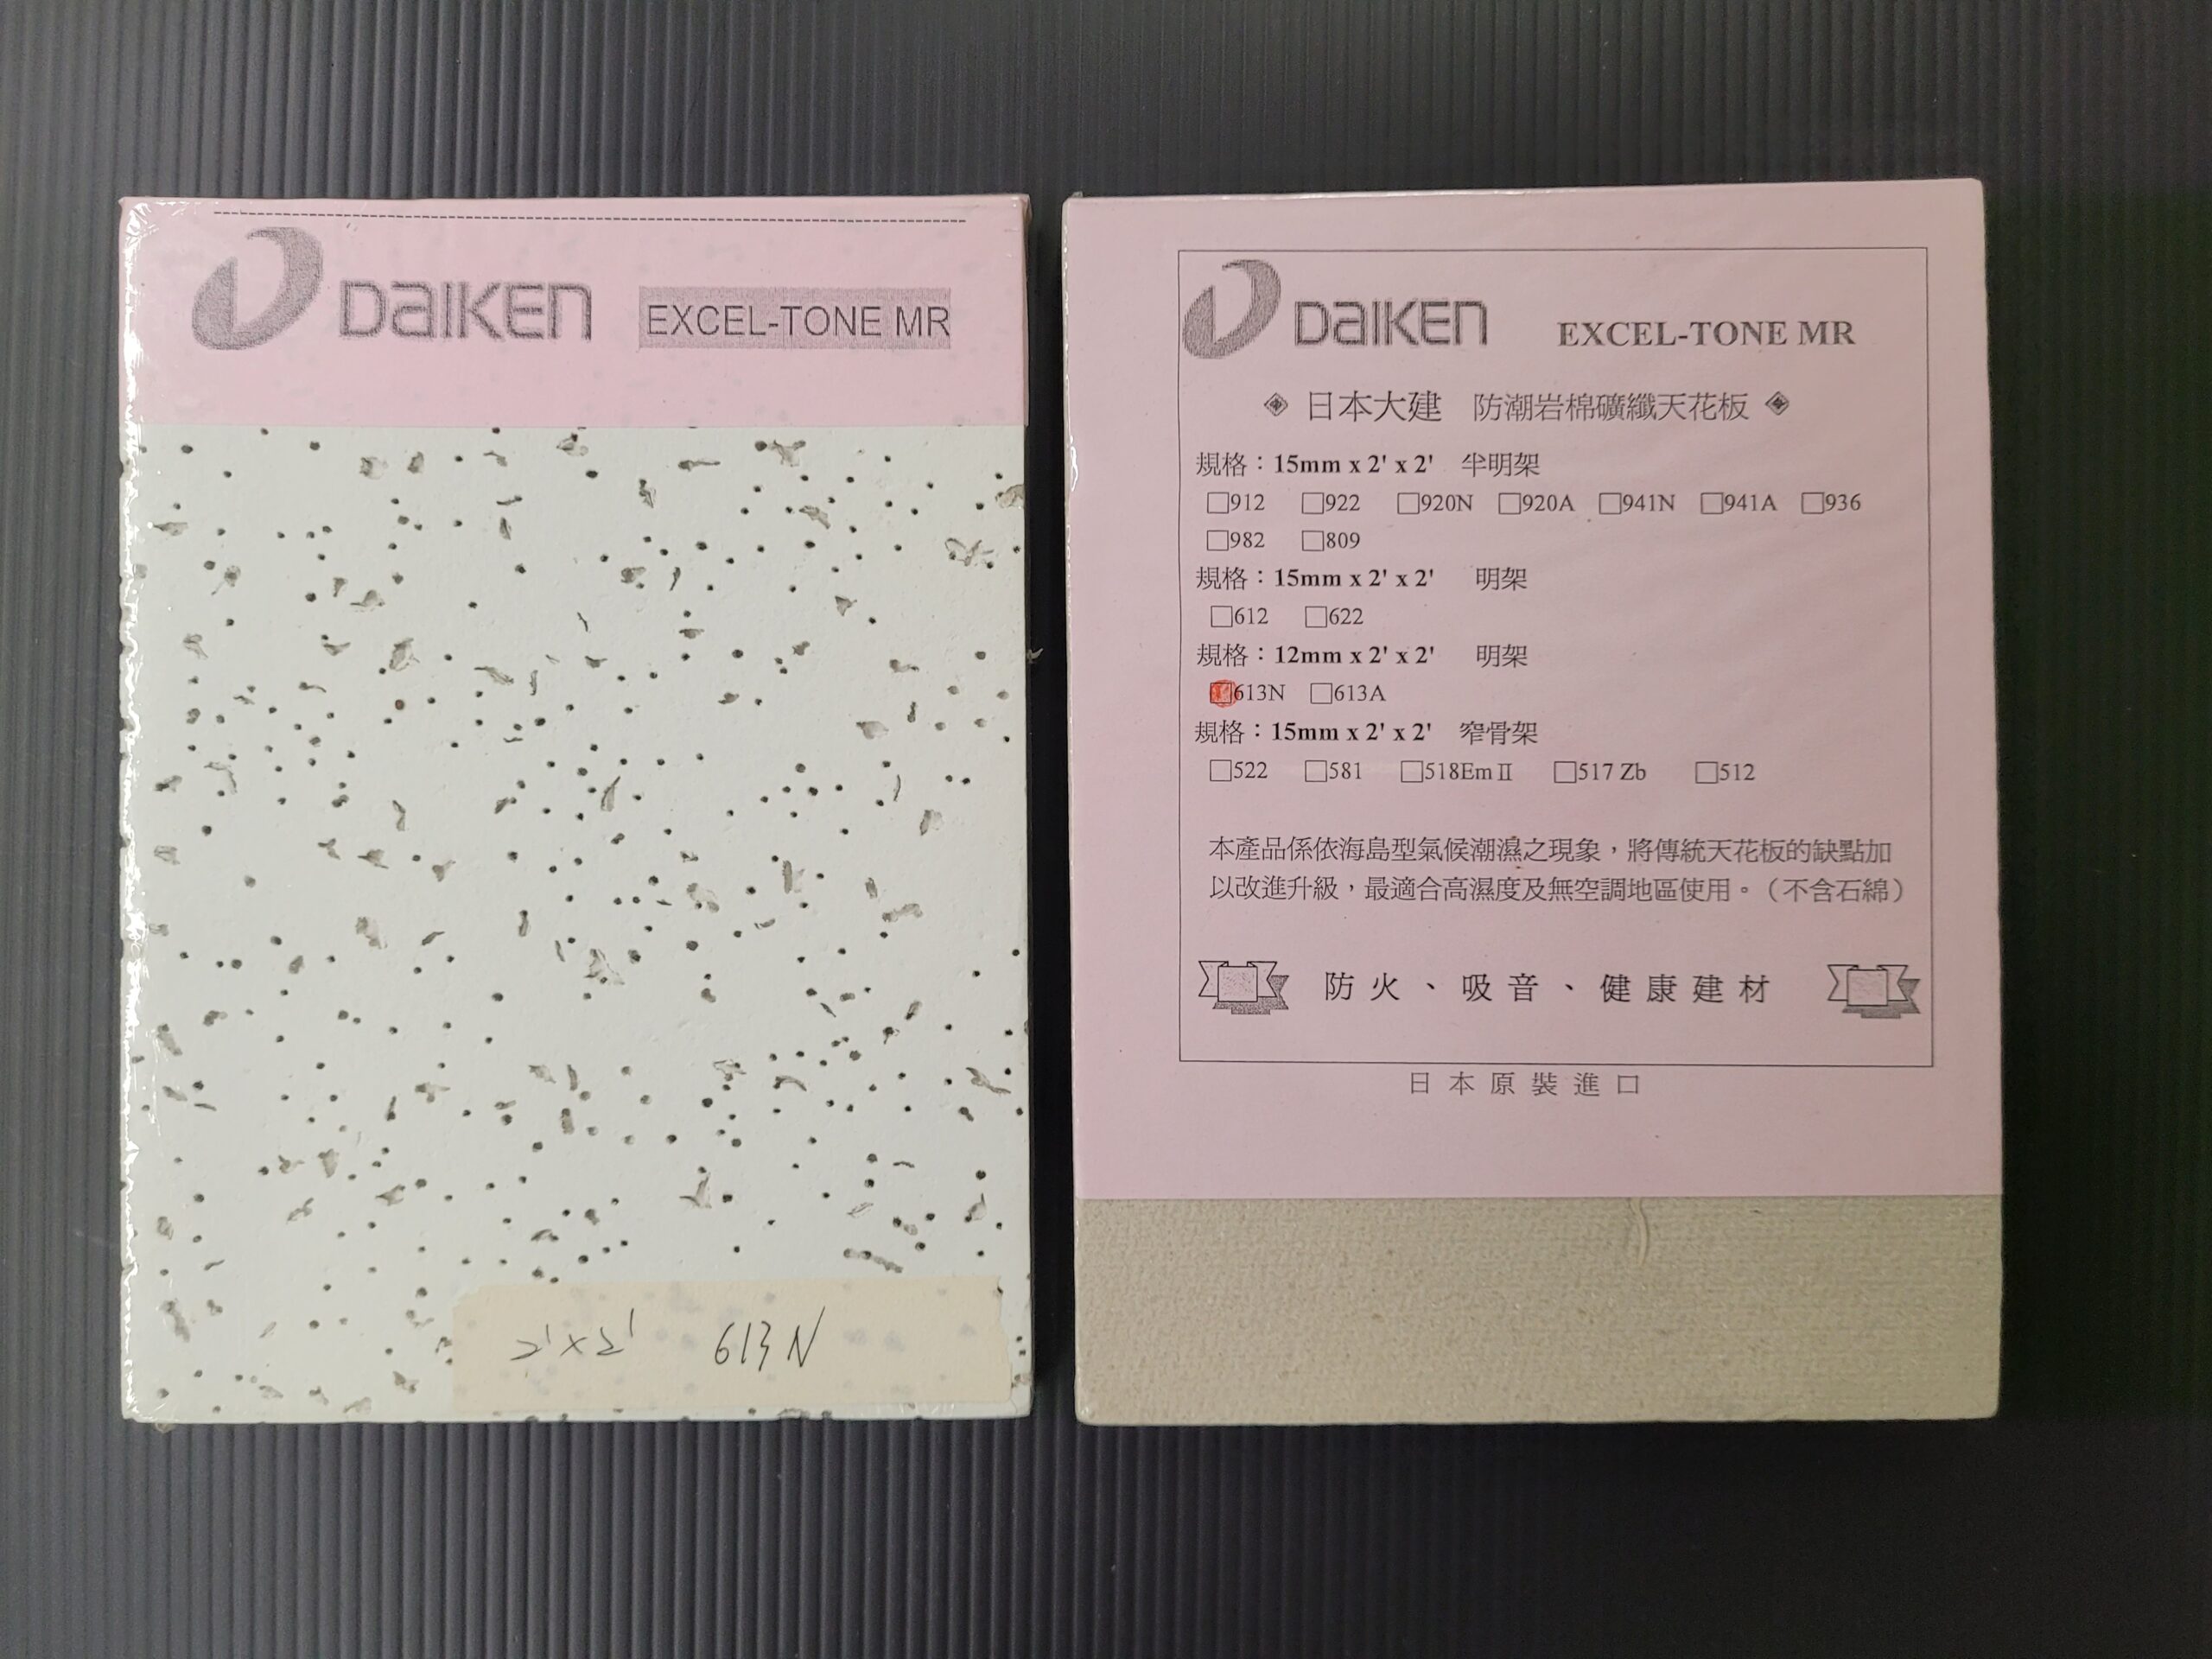 DAIKEN EXCEL-TONE MR
2'x2' 613N
DAIKEN EXCEL-TONE MR
日本大建 防潮岩棉礦纖天花板
規格：15mm x 2' x 2' 半明架
□912 □922 □920N □920A □941N □941A □936
□982 □809
規格：15mm x 2' x 2' 明架
□612 □622
規格：12mm x 2' x 2' 明架
□613N □613A
規格：15mm x 2' x 2' 窄骨架
□522 □581 □518EmⅡ □517 Zb □512
本產品係依海島型氣候潮濕之現象，將傳統天花板的缺點加
以改進升級，最適合高濕度及無空調地區使用。（不含石綿）
防火、吸音、健康建材
日本原裝進口